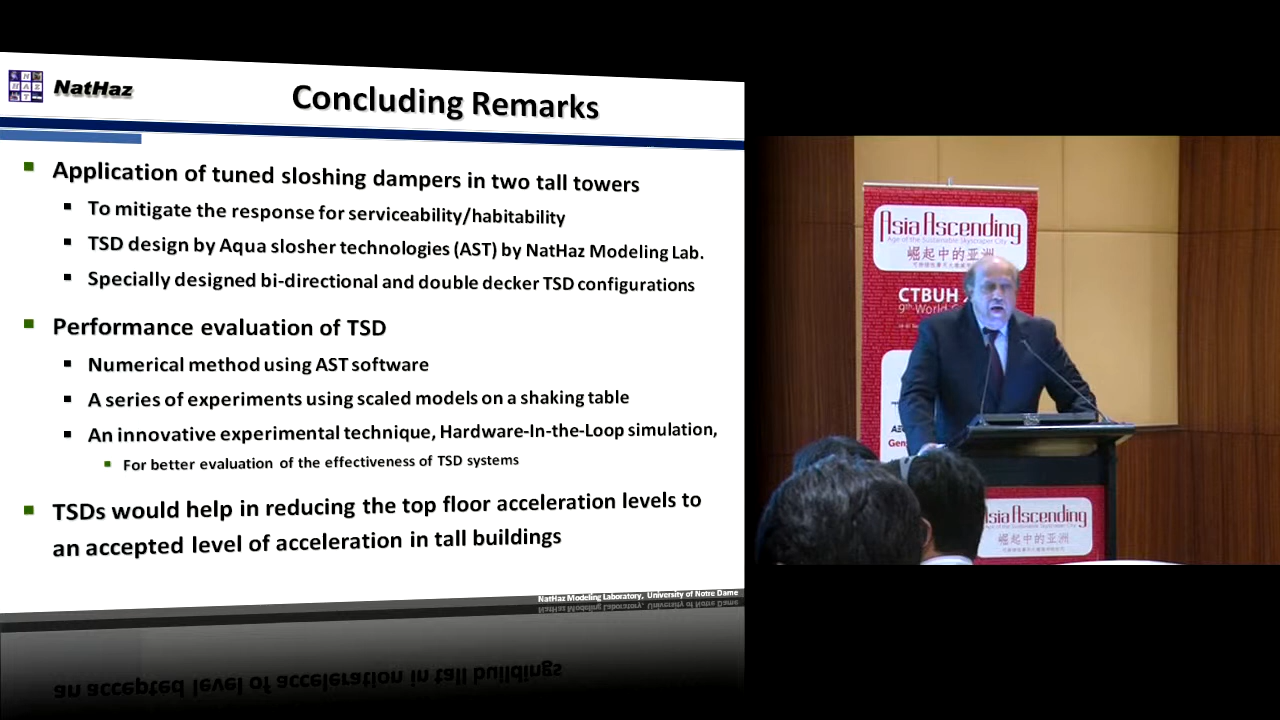 NatHaz
Concluding Remarks
Application of tuned sloshing dampers in two tall towers
To mitigate the response for serviceability/habitability
TSD design by Aqua slosher technologies (AST) by NatHaz Modeling Lab.
Specially designed bi-directional and double decker TSD configurations
Performance evaluation of TSD
Numerical method using AST software
A series of experiments using scaled models on a shaking table
An innovative experimental technique, Hardware-In-the-Loop simulation,
For better evaluation of the effectiveness of TSD systems
TSDs would help in reducing the top floor acceleration levels to
an accepted level of acceleration in tall buildings
NatHaz Modeling Laboratory, University of Notre Dame
Asia Ascending
Age of the Sustainable Skyscraper City
崛起中的亚洲
CTBUH
9th World
Asia Ascending
Age of the Sustainable Skyscraper City
崛起中的亚洲